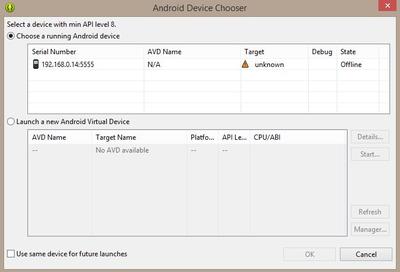 Android Device Chooser
Select a device with min API level 8.
Choose a running Android device
Serial Number AVD Name Target Debug State
192.168.0.14:5555 N/A unknown Offline
Launch a new Android Virtual Device
AVD Name Target Name Platfo... API Le... CPU/ABI
-- No AVD available -- --
Details...
Start...
Refresh
Manager...
Use same device for future launches
OK Cancel